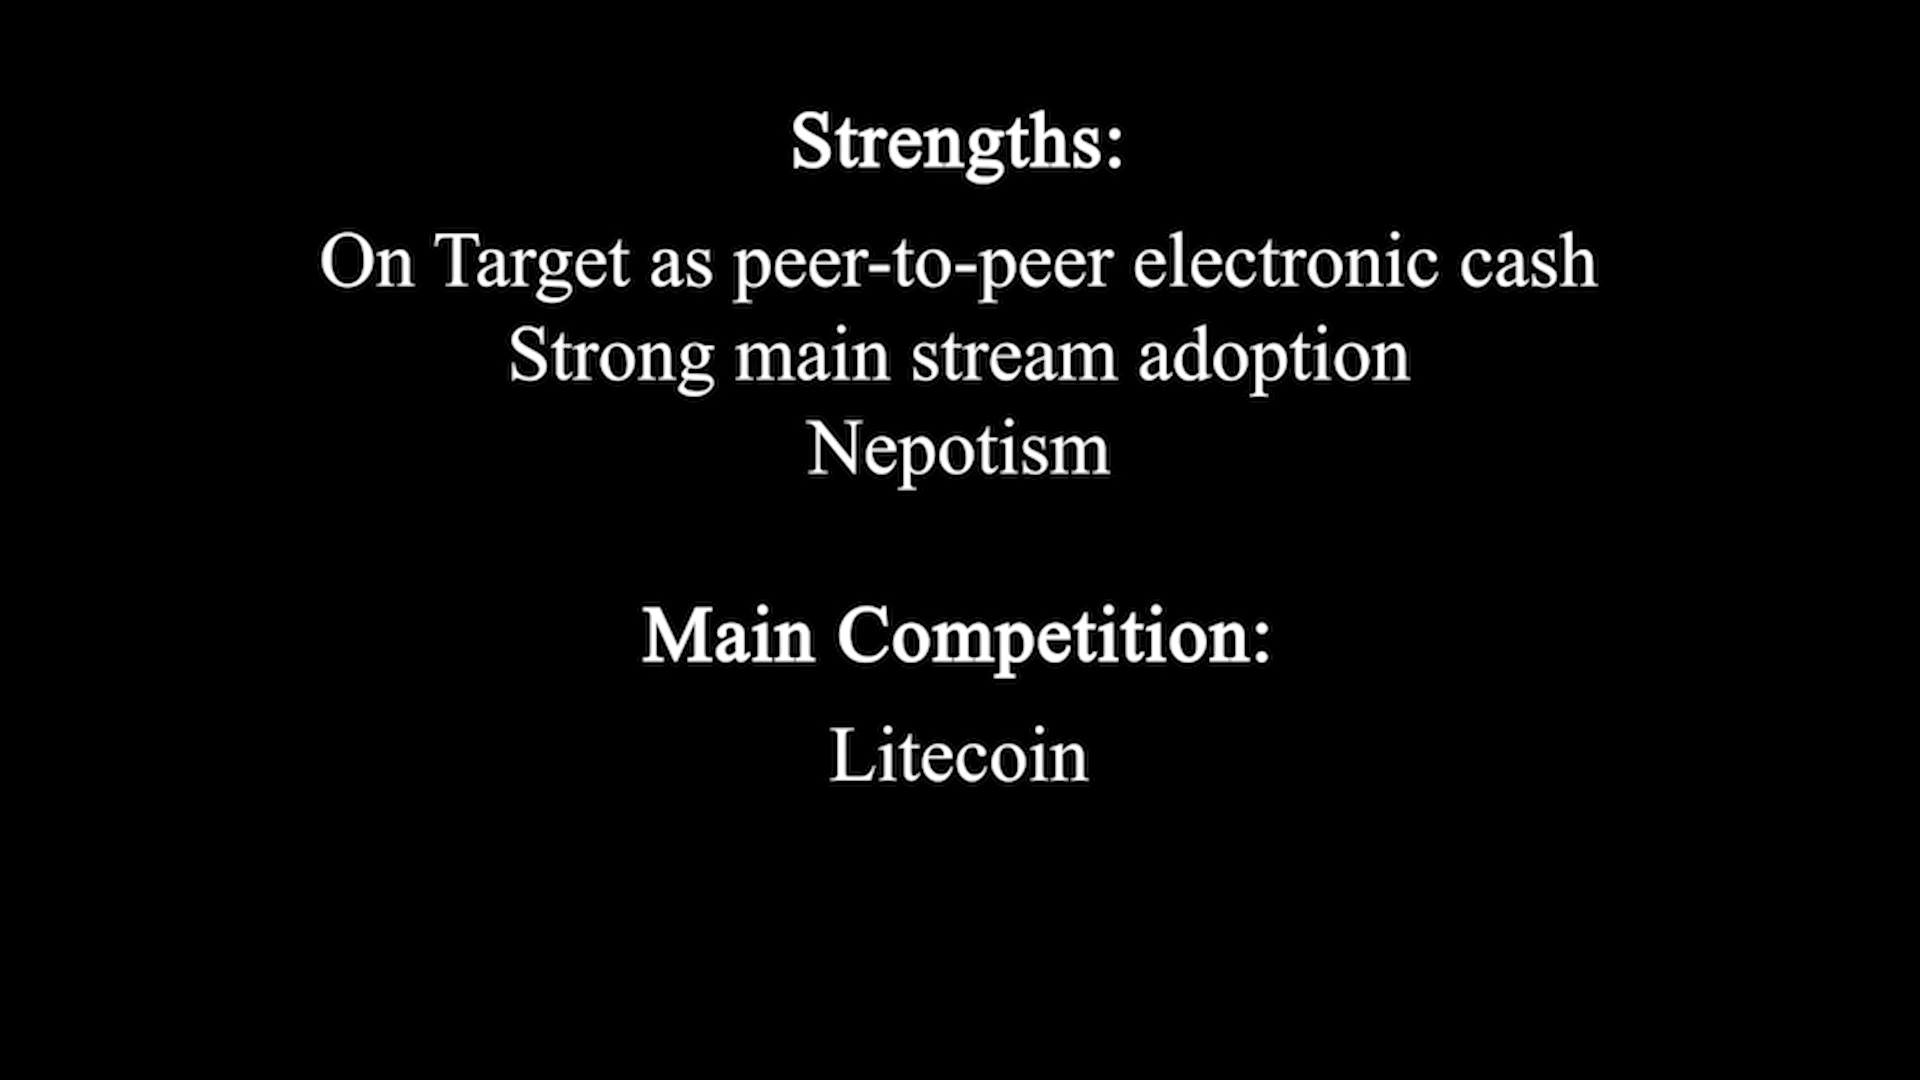 Strengths:
On Target as peer-to-peer electronic cash
Strong main stream adoption
Nepotism
Main Competition:
Litecoin